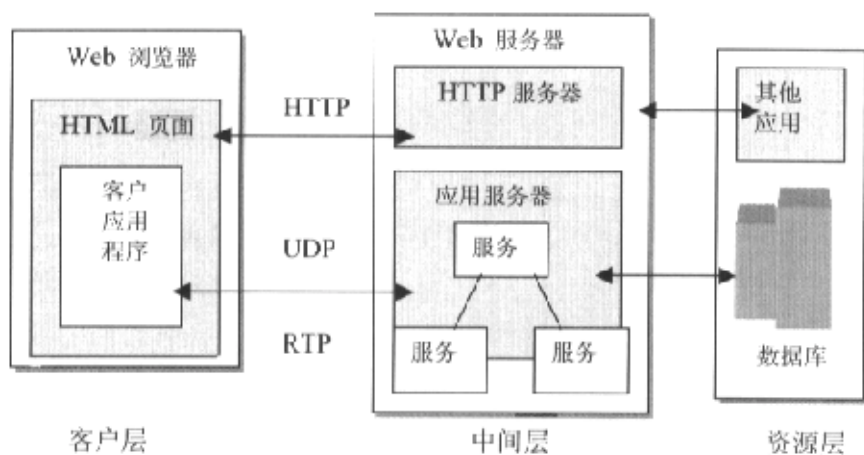 Web 浏览器
HTML 页面
客户
应用
程序
HTTP
UDP
RTP
Web 服务器
HTTP 服务器
应用服务器
服务
服务
服务
其他
应用
数据库
客户层
中间层
资源层